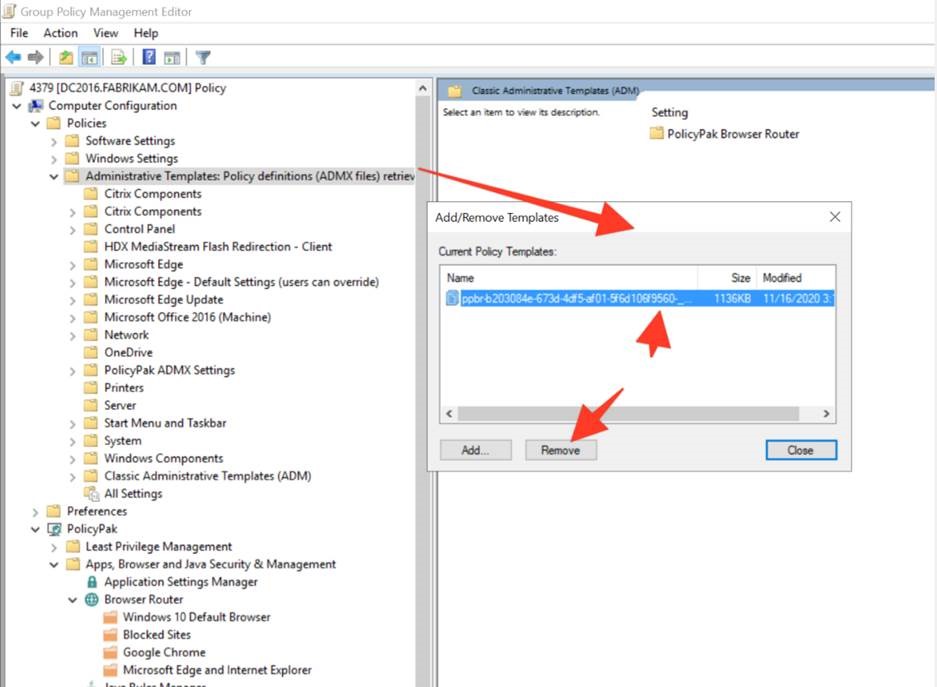 Group Policy Management Editor
File Action View Help
4379 [DC2016.FABRIKAM.COM] Policy
Computer Configuration
Policies
Software Settings
Windows Settings
Administrative Templates: Policy definitions (ADMX files) retriev
Citrix Components
Citrix Components
Control Panel
HDX MediaStream Flash Redirection - Client
Microsoft Edge
Microsoft Edge - Default Settings (users can override)
Microsoft Edge Update
Microsoft Office 2016 (Machine)
Network
OneDrive
PolicyPak ADMX Settings
Printers
Server
Start Menu and Taskbar
System
Windows Components
Classic Administrative Templates (ADM)
All Settings
Preferences
PolicyPak
Least Privilege Management
Apps, Browser and Java Security & Management
Application Settings Manager
Browser Router
Windows 10 Default Browser
Blocked Sites
Google Chrome
Microsoft Edge and Internet Explorer
Java Rules Manager
Classic Administrative Templates (ADM)
Select an item to view its description.
Setting
PolicyPak Browser Router
Add/Remove Templates
Current Policy Templates:
Name Size Modified
ppbr-b203084e-673d-4df5-af01-5f6d106f9560-_... 1136KB 11/16/2020 3:
Add... Remove Close